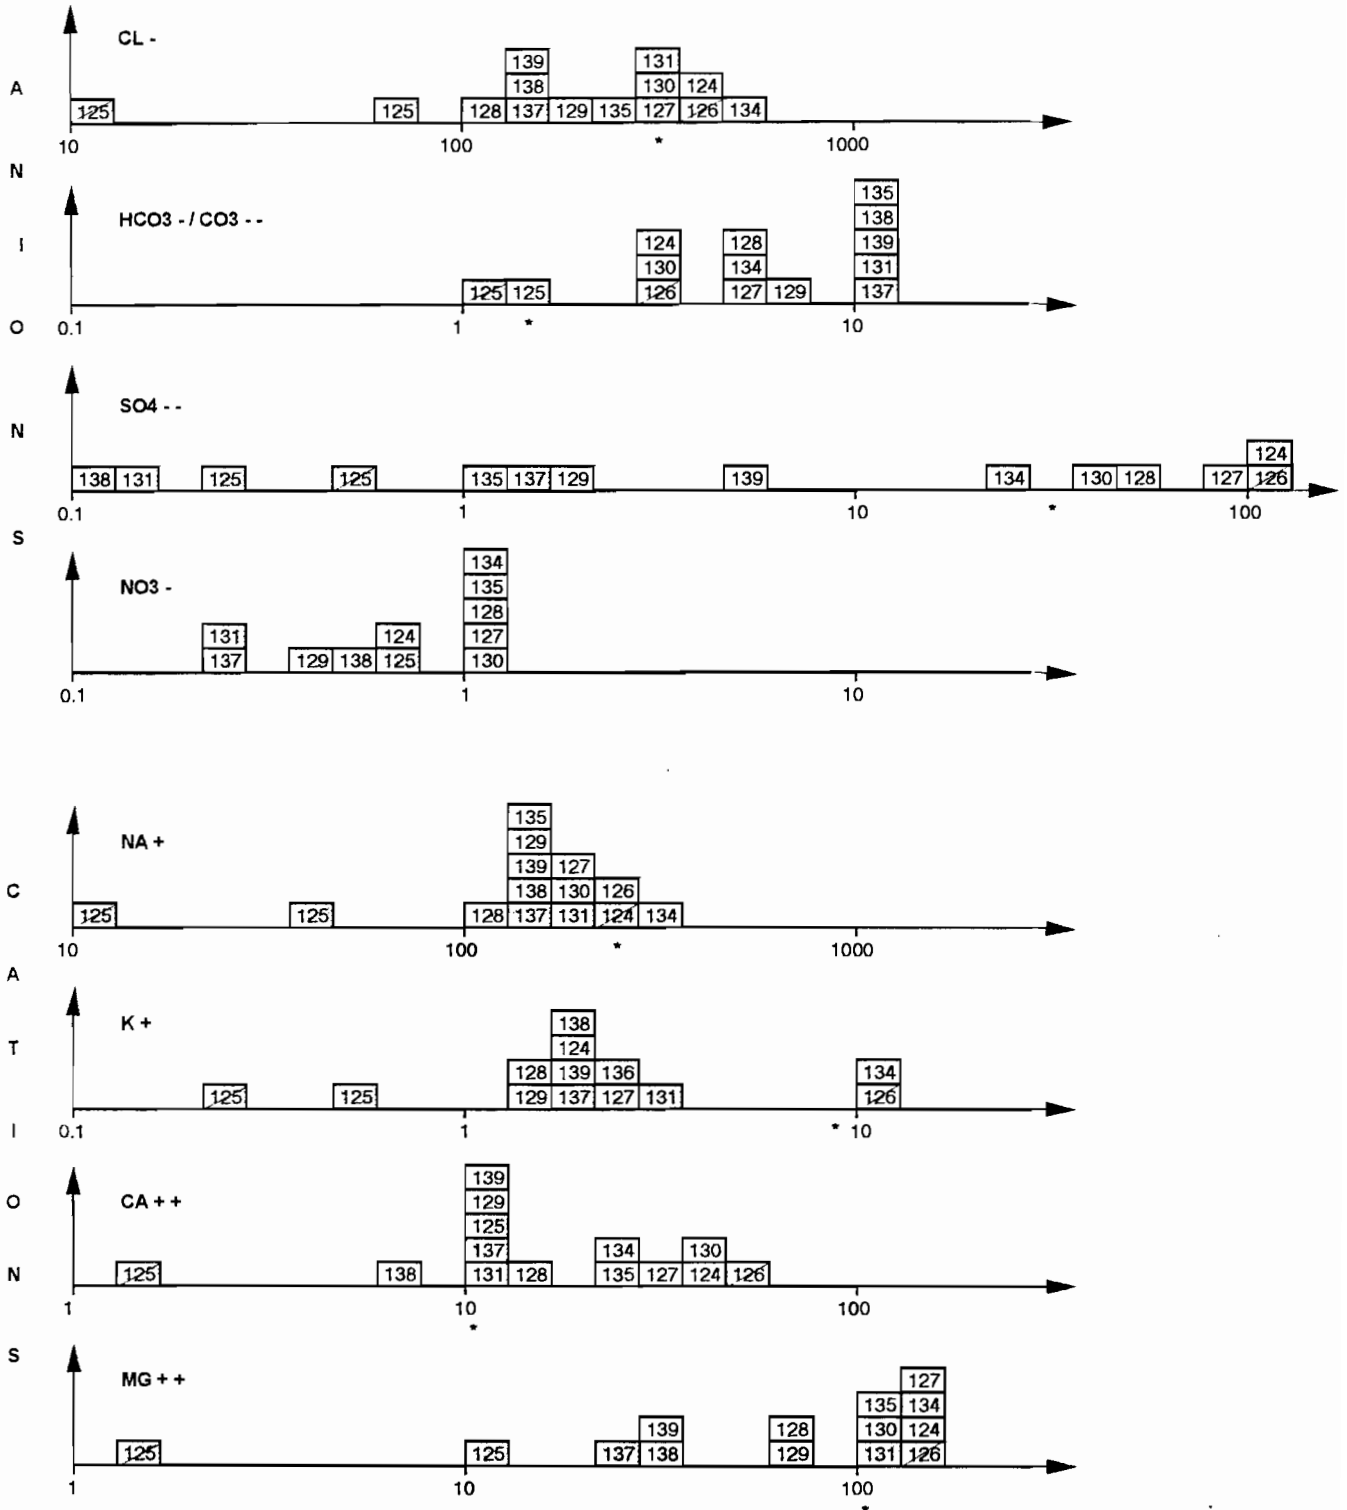 CL -
139 131
A
138 130 124
125 125 128 137 129 135 127 126 134
10 100 * 1000
N
135
HCO3 - / CO3 - -
138
I
124 128 139
130 134 131
125 125 126 127 129 137
O
0.1 1 * 10
SO4 - -
N
124
138 131 125 125 135 137 129 139 134 130 128 127 126
0.1 1 10 * 100
S
134
NO3 -
135
128
131 124 127
137 129 138 125 130
0.1 1 10
135
NA +
129
139 127
C
138 130 126
125 125 128 137 131 124 134
10 100 * 1000
A
K +
138
T
124
128 139 136 134
125 125 129 137 127 131 126
I
0.1 1 * 10
139
O
CA + +
129
125
137 134 130
N
125 138 131 128 135 127 124 126
1 10 100
*
S
MG + +
127
135 134
139 128 130 124
125 125 137 138 129 131 126
1 10 100
*